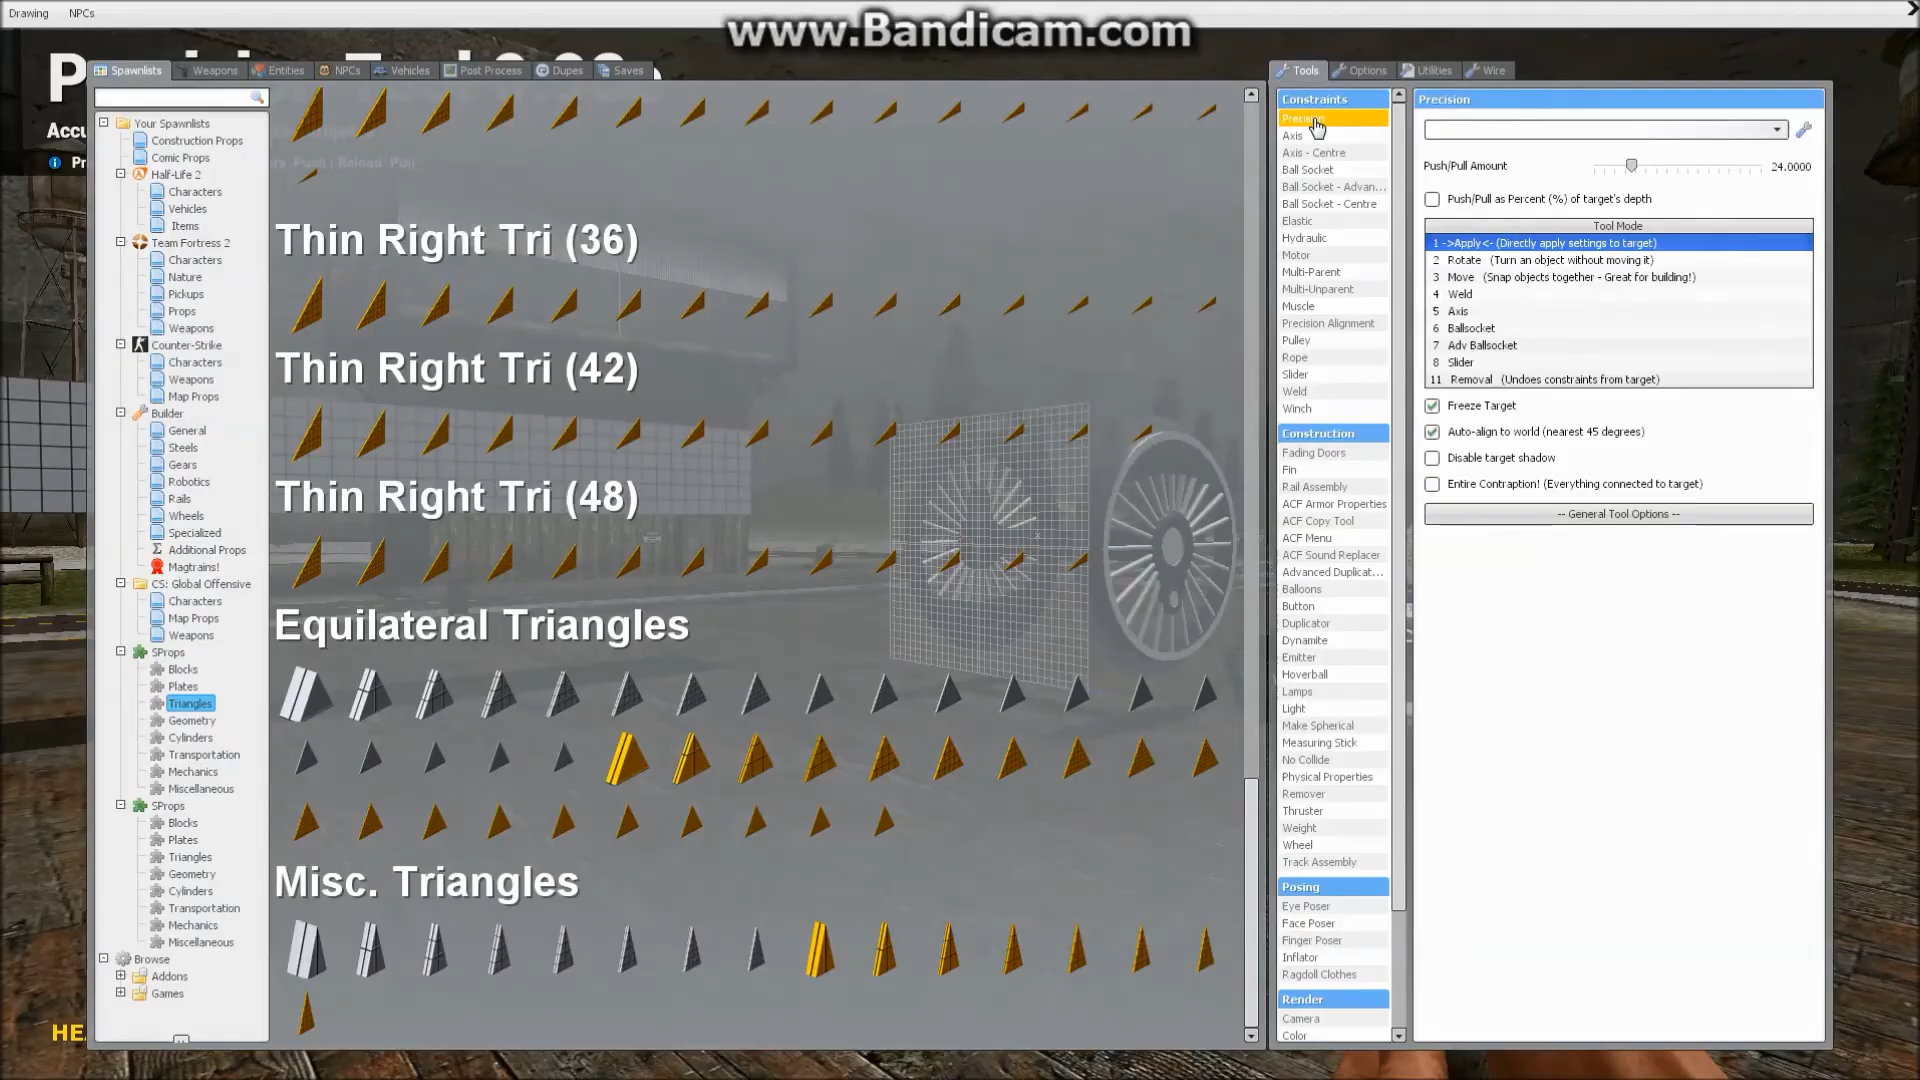 Drawing NPCs
www.Bandicam.com
Spawnlists Weapons Entities NPCs Vehicles Post Process Dupes Saves
Accu
Your Spawnlists
Construction Props
Comic Props
Half-Life 2
Characters
Vehicles
Items
Team Fortress 2
Characters
Nature
Pickups
Props
Weapons
Counter-Strike
Characters
Weapons
Map Props
Builder
General
Steels
Gears
Robotics
Rails
Wheels
Specialized
Additional Props
Magtrains!
CS: Global Offensive
Characters
Map Props
Weapons
SProps
Blocks
Plates
Triangles
Geometry
Cylinders
Transportation
Mechanics
Miscellaneous
SProps
Blocks
Plates
Triangles
Geometry
Cylinders
Transportation
Mechanics
Miscellaneous
Browse
Addons
Games
HE
Push | Reload Pull
Thin Right Tri (36)
Thin Right Tri (42)
Thin Right Tri (48)
Equilateral Triangles
Misc. Triangles
Tools Options Utilities Wire
Constraints
Precision
Axis
Axis - Centre
Ball Socket
Ball Socket - Advan...
Ball Socket - Centre
Elastic
Hydraulic
Motor
Multi-Parent
Multi-Unparent
Muscle
Precision Alignment
Pulley
Rope
Slider
Weld
Winch
Construction
Fading Doors
Fin
Rail Assembly
ACF Armor Properties
ACF Copy Tool
ACF Menu
ACF Sound Replacer
Advanced Duplicat...
Balloons
Button
Duplicator
Dynamite
Emitter
Hoverball
Lamps
Light
Make Spherical
Measuring Stick
No Collide
Physical Properties
Remover
Thruster
Weight
Wheel
Track Assembly
Posing
Eye Poser
Face Poser
Finger Poser
Inflator
Ragdoll Clothes
Render
Camera
Color
Precision
Push/Pull Amount 24.0000
Push/Pull as Percent (%) of target's depth
Tool Mode
1 ->Apply<- (Directly apply settings to target)
2 Rotate (Turn an object without moving it)
3 Move (Snap objects together - Great for building!)
4 Weld
5 Axis
6 Ballsocket
7 Adv Ballsocket
8 Slider
11 Removal (Undoes constraints from target)
Freeze Target
Auto-align to world (nearest 45 degrees)
Disable target shadow
Entire Contraption! (Everything connected to target)
-- General Tool Options --